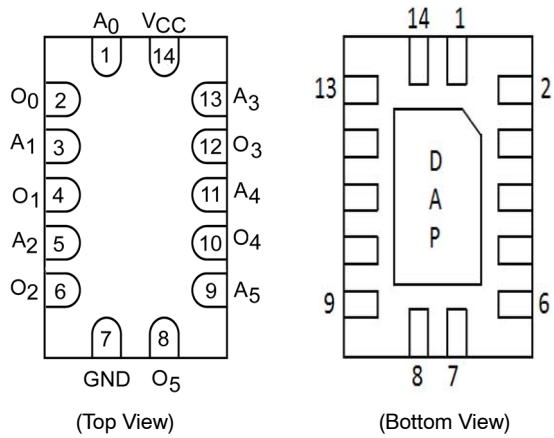 A0 VCC
1 14
O0 2 13 A3
A1 3 12 O3
O1 4 11 A4
A2 5 10 O4
O2 6 9 A5
7 8
GND O5
(Top View)
14 1
13 2
D
A
P
9 6
8 7
(Bottom View)